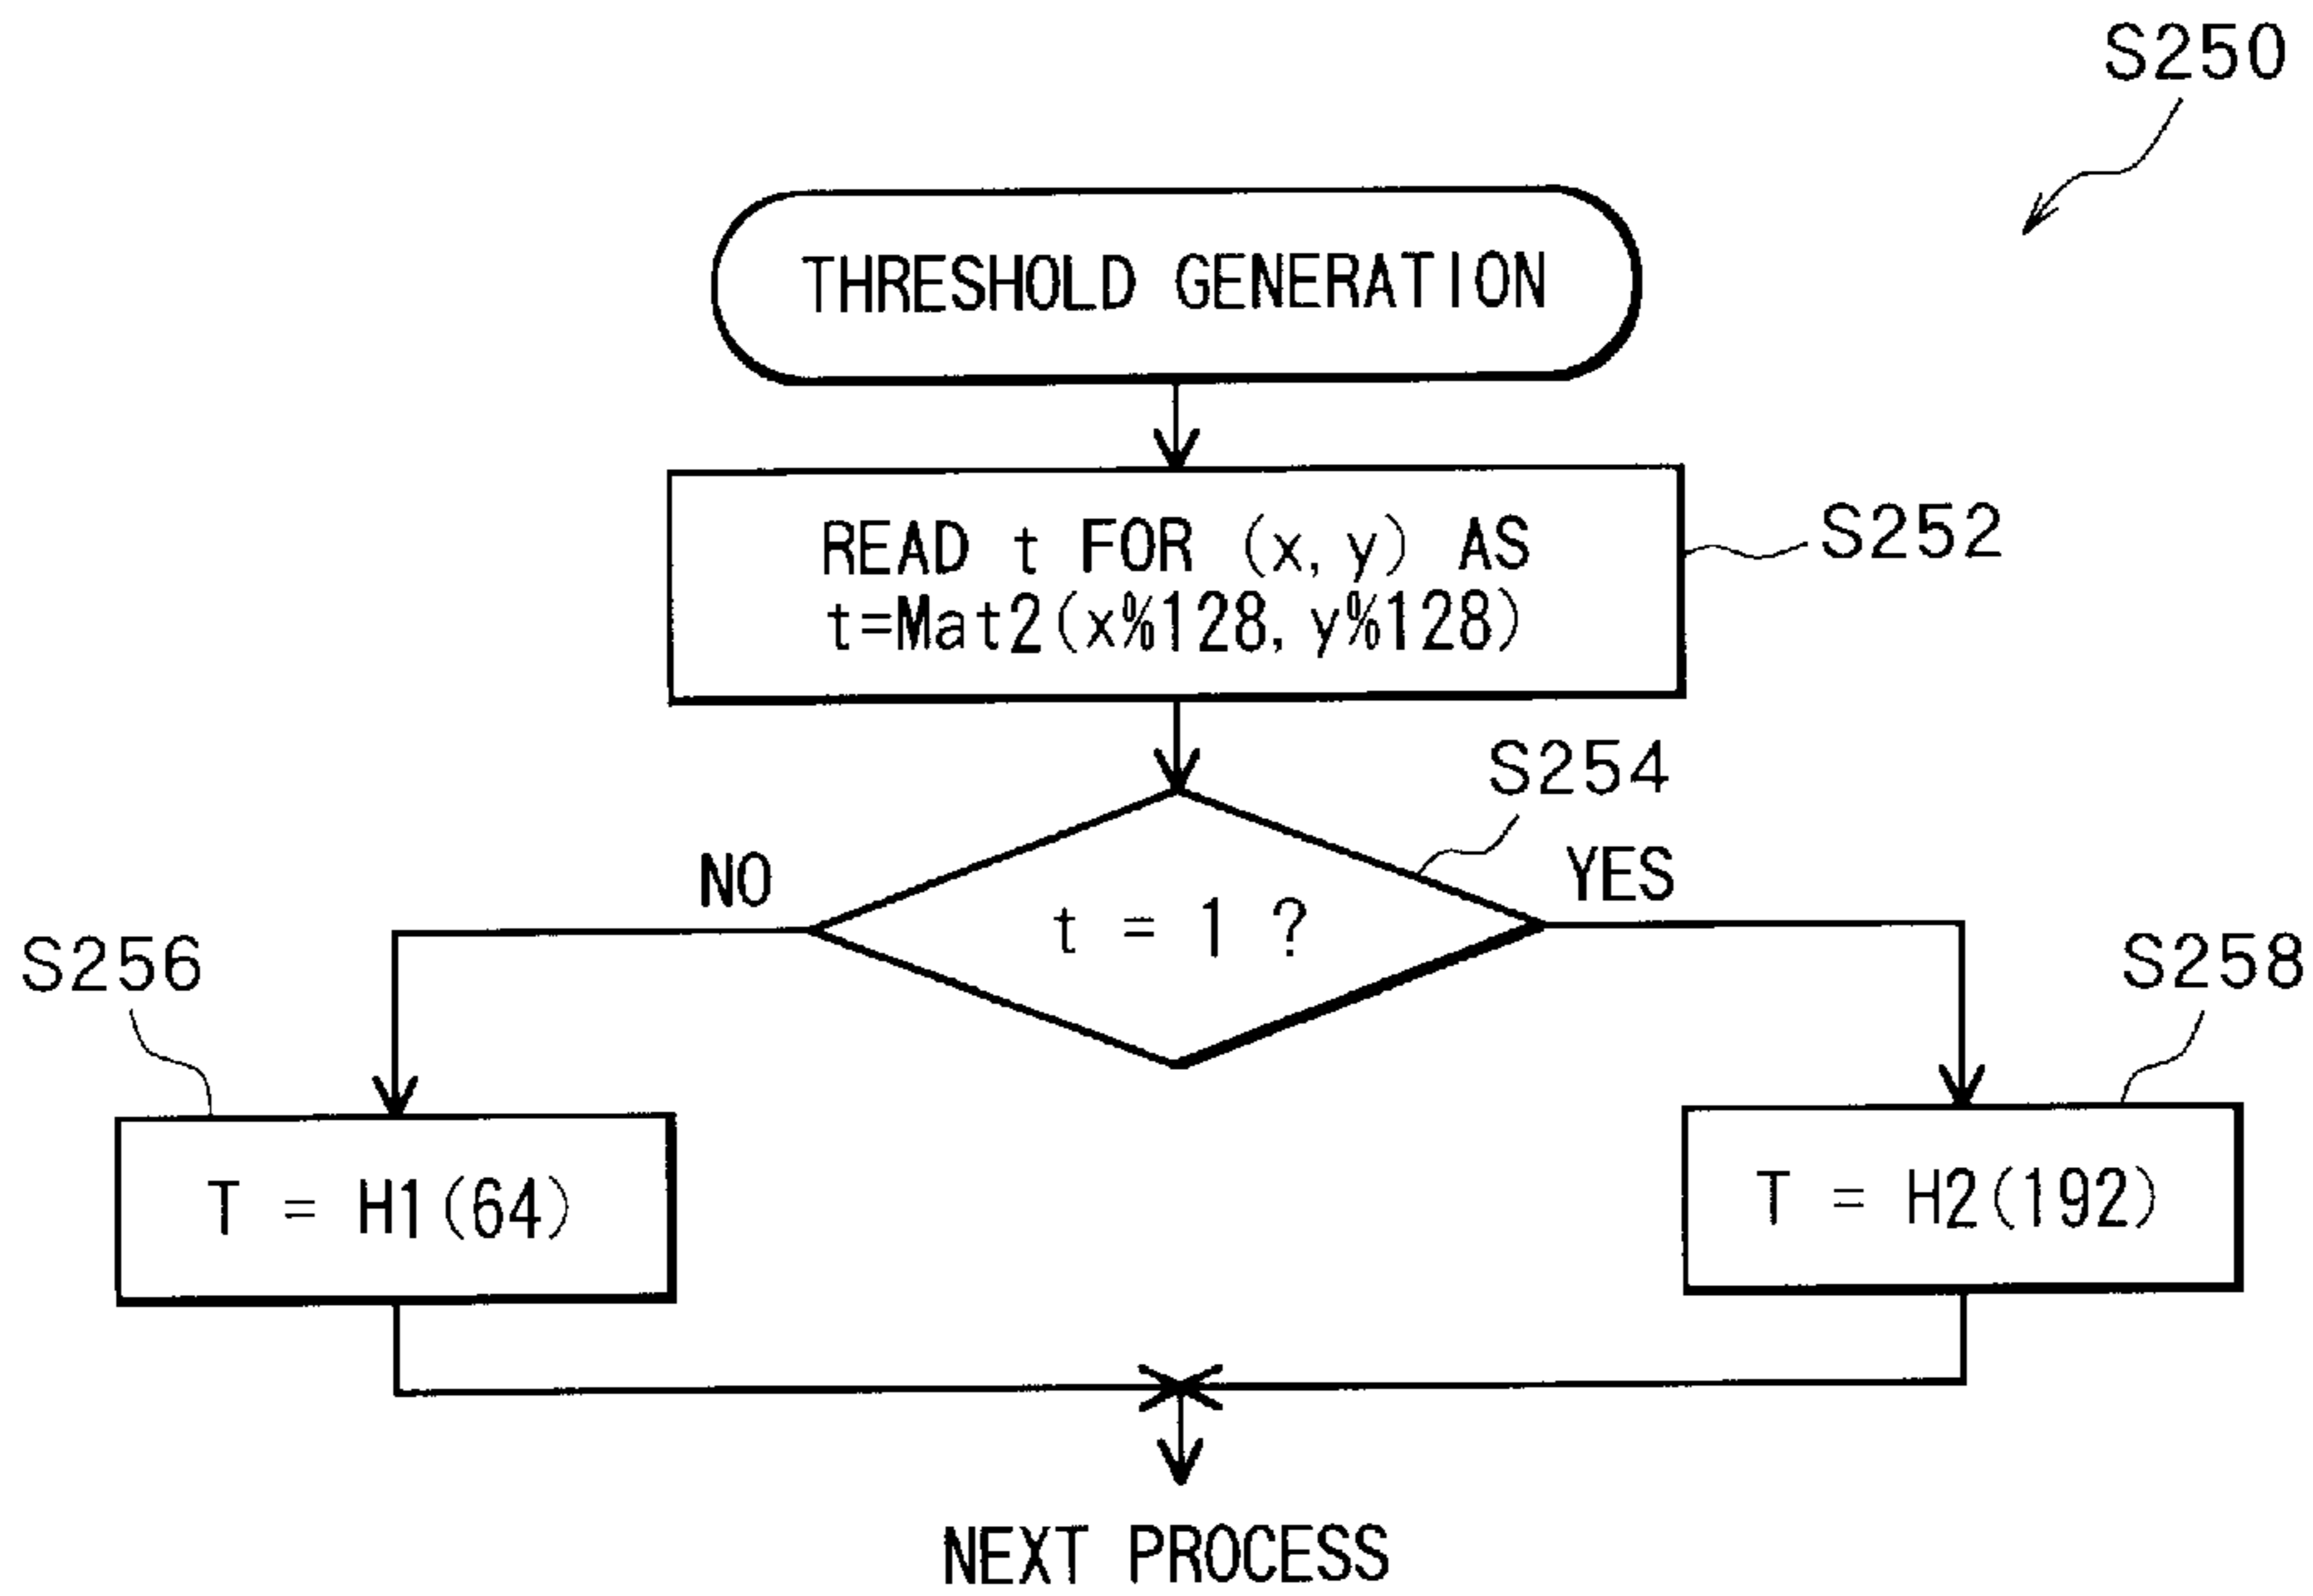 S250
THRESHOLD GENERATION
READ t FOR (x, y) AS
t=Mat2(x%128, y%128)
S252
S254
NO
t = 1 ?
YES
S256
S258
T = H1(64)
T = H2(192)
NEXT PROCESS